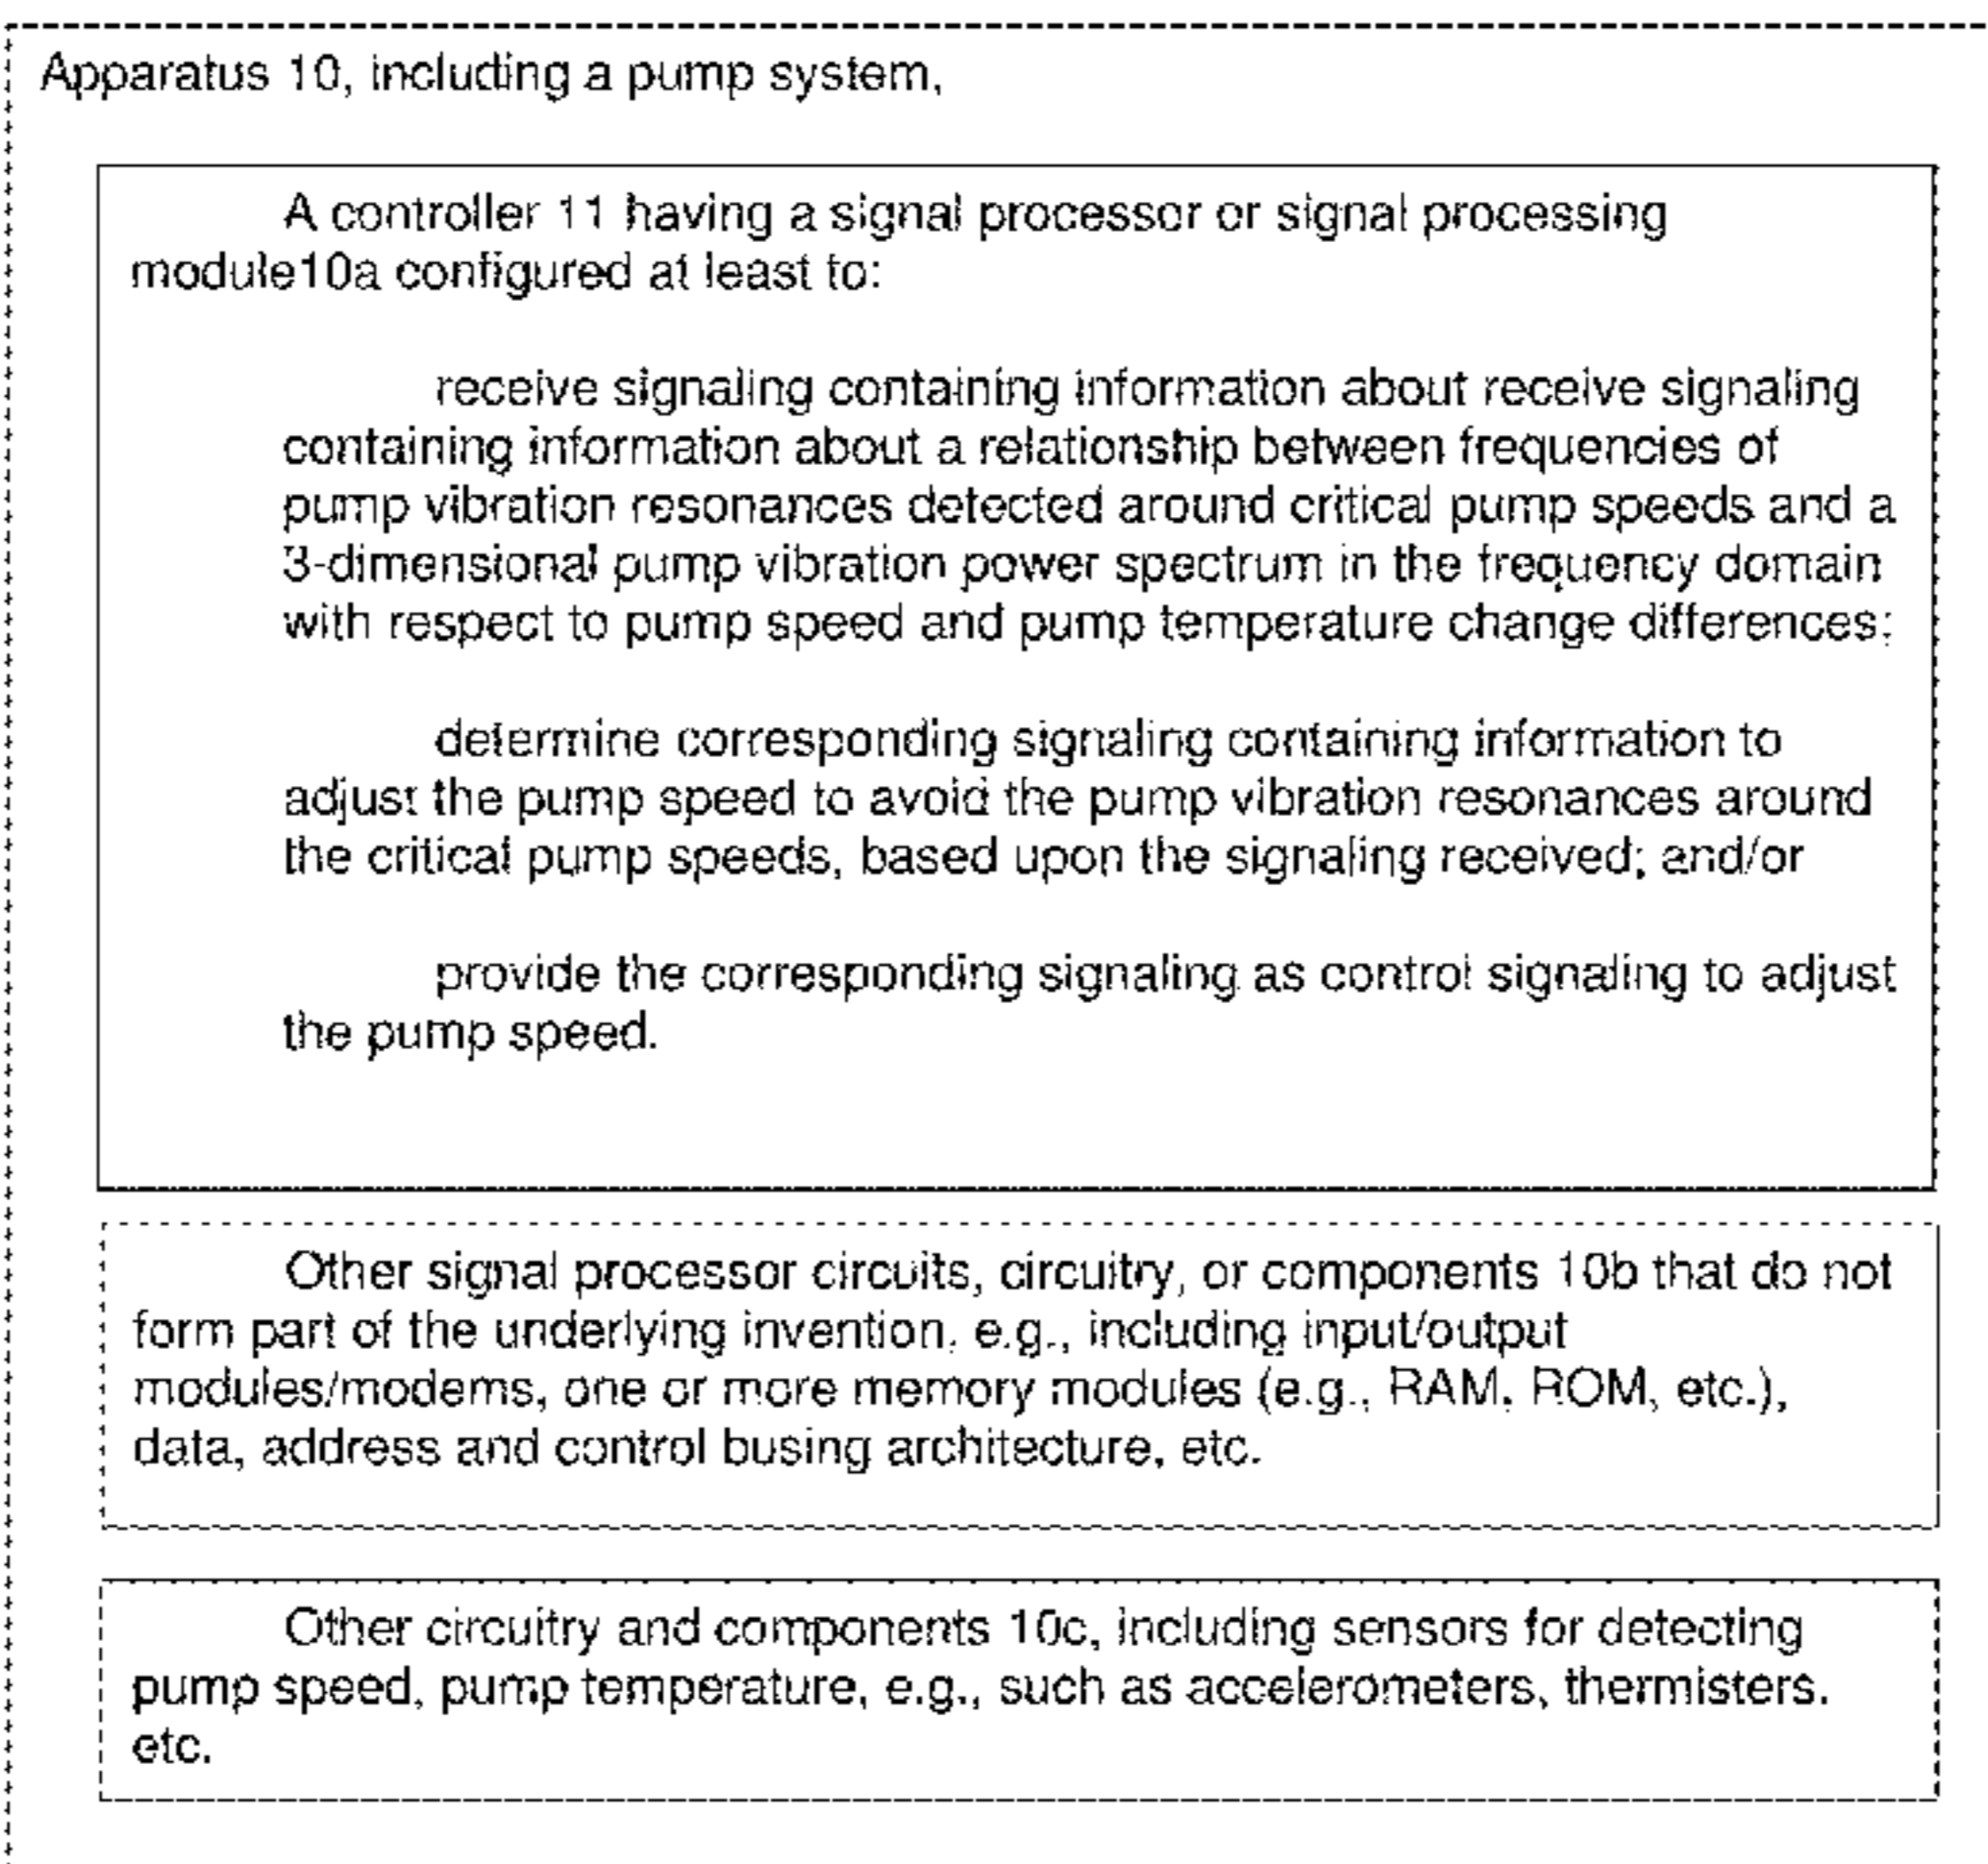 Apparatus 10, including a pump system,
A controller 11 having a signal processor or signal processing
module10a configured at least to:
receive signaling containing information about receive signaling
containing information about a relationship between frequencies of
pump vibration resonances detected around critical pump speeds and a
3-dimensional pump vibration power spectrum in the frequency domain
with respect to pump speed and pump temperature change differences;
determine corresponding signaling containing information to
adjust the pump speed to avoid the pump vibration resonances around
the critical pump speeds, based upon the signaling received; and/or
provide the corresponding signaling as control signaling to adjust
the pump speed.
Other signal processor circuits, circuitry, or components 10b that do not
form part of the underlying invention, e.g., including input/output
modules/modems, one or more memory modules (e.g., RAM, ROM, etc.),
data, address and control busing architecture, etc.
Other circuitry and components 10c, including sensors for detecting
pump speed, pump temperature, e.g., such as accelerometers, thermisters,
etc.